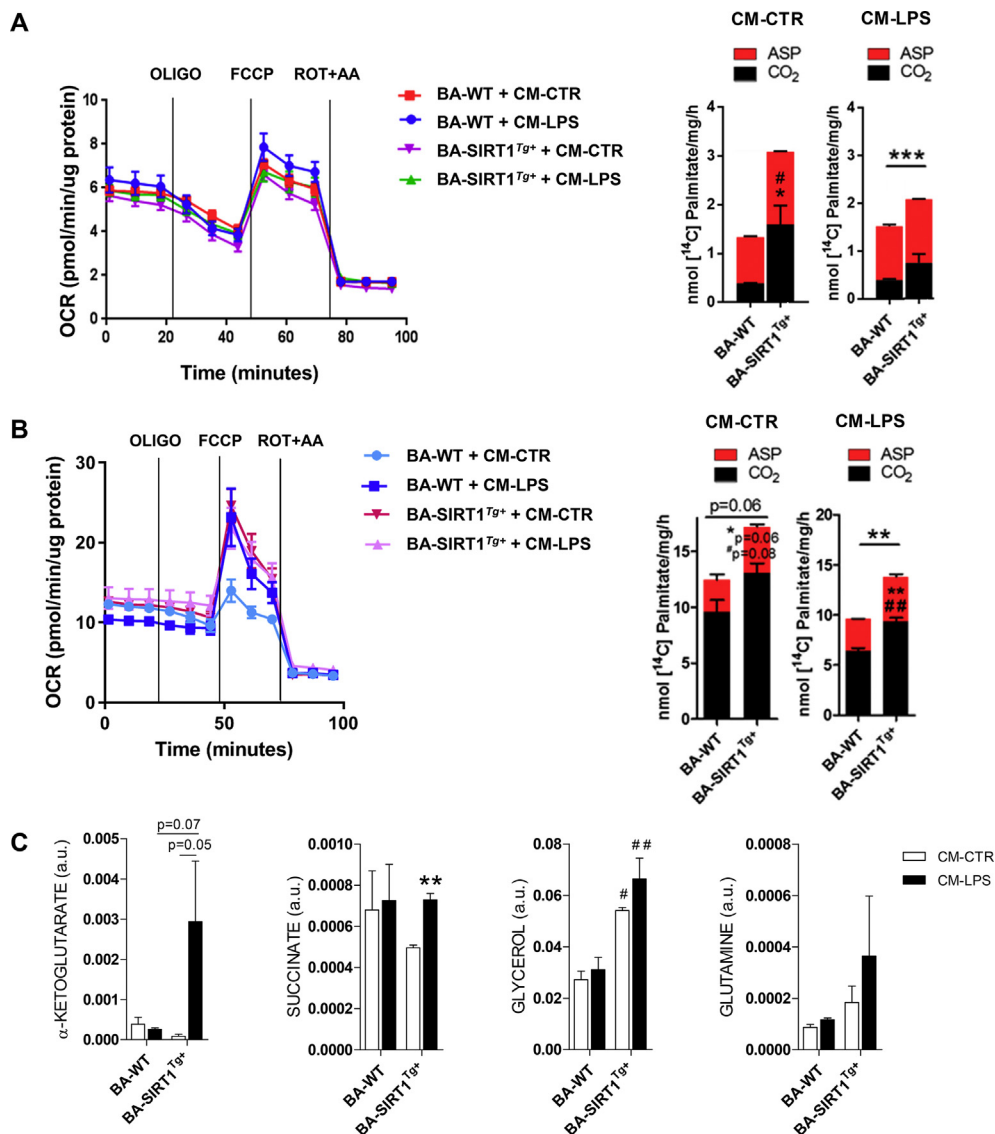 A
OLIGO FCCP ROT+AA
OCR (pmol/min/ug protein)
10
8
6
4
2
0
0 20 40 60 80 100
Time (minutes)
BA-WT + CM-CTR
BA-WT + CM-LPS
BA-SIRT1Tg+ + CM-CTR
BA-SIRT1Tg+ + CM-LPS
CM-CTR
ASP
CO2
nmol [14C] Palmitate/mg/h
4
3
2
1
0
#
*
BA-WT
BA-SIRT1Tg+
CM-LPS
ASP
CO2
nmol [14C] Palmitate/mg/h
4
3
2
1
0
***
BA-WT
BA-SIRT1Tg+
B
OLIGO FCCP ROT+AA
OCR (pmol/min/ug protein)
30
20
10
0
0 50 100
Time (minutes)
BA-WT + CM-CTR
BA-WT + CM-LPS
BA-SIRT1Tg+ + CM-CTR
BA-SIRT1Tg+ + CM-LPS
CM-CTR
ASP
CO2
nmol [14C] Palmitate/mg/h
15
10
5
0
p=0.06
* p=0.06
# p=0.08
BA-WT
BA-SIRT1Tg+
CM-LPS
ASP
CO2
nmol [14C] Palmitate/mg/h
20
15
10
5
0
**
**
##
BA-WT
BA-SIRT1Tg+
C
α-KETOGLUTARATE (a.u.)
0.005
0.004
0.003
0.002
0.001
0.000
p=0.07
p=0.05
BA-WT
BA-SIRT1Tg+
SUCCINATE (a.u.)
0.0010
0.0008
0.0006
0.0004
0.0002
0.0000
**
BA-WT
BA-SIRT1Tg+
GLYCEROL (a.u.)
0.08
0.06
0.04
0.02
0.00
#
##
BA-WT
BA-SIRT1Tg+
GLUTAMINE (a.u.)
0.0008
0.0006
0.0004
0.0002
0.0000
BA-WT
BA-SIRT1Tg+
CM-CTR
CM-LPS